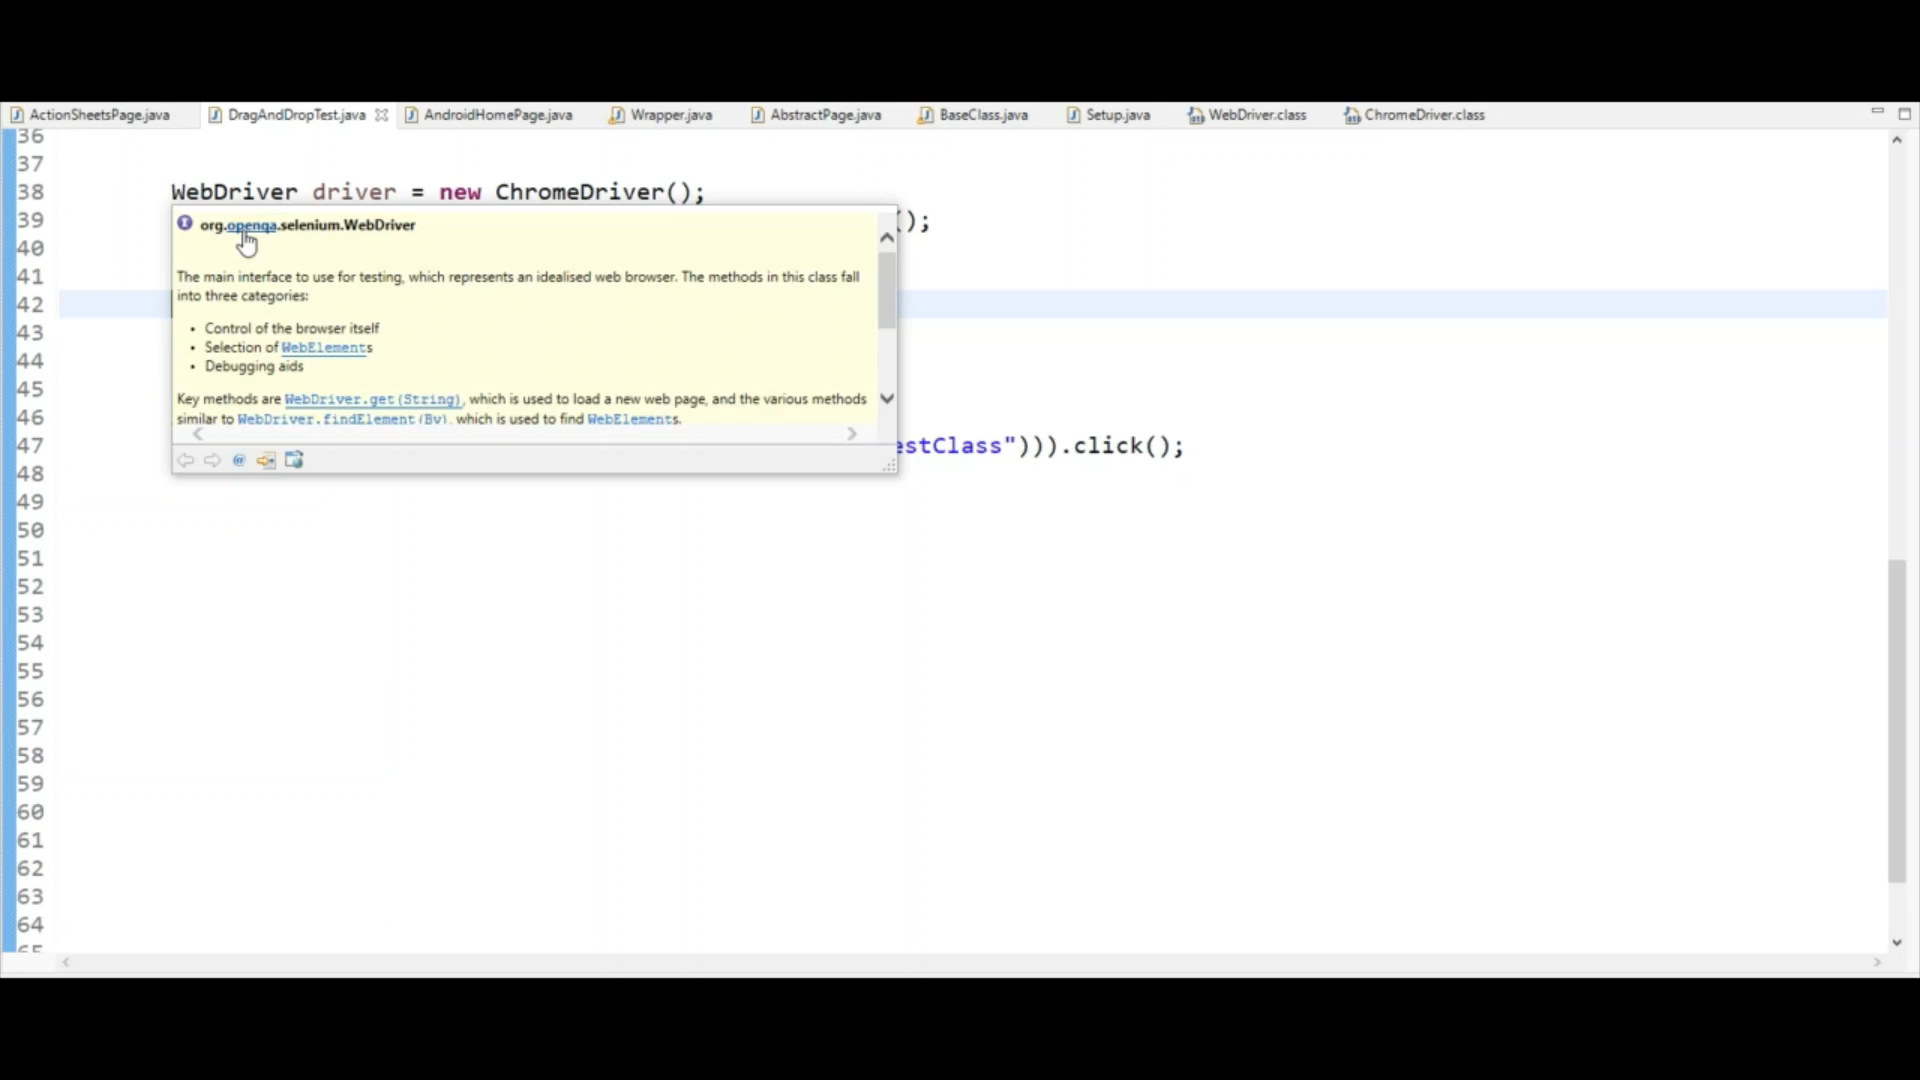 ActionSheetsPage.java DragAndDropTest.java AndroidHomePage.java Wrapper.java AbstractPage.java BaseClass.java Setup.java WebDriver.class ChromeDriver.class
36
37
38 WebDriver driver = new ChromeDriver();
39 ();
org.openqa.selenium.WebDriver
40
The main interface to use for testing, which represents an idealised web browser. The methods in this class fall
41
into three categories:
42
• Control of the browser itself
43
• Selection of WebElements
44
• Debugging aids
45
Key methods are WebDriver.get(String), which is used to load a new web page, and the various methods
46
similar to WebDriver.findElement(By), which is used to find WebElements.
47 estClass"))).click();
48
49
50
51
52
53
54
55
56
57
58
59
60
61
62
63
64
65